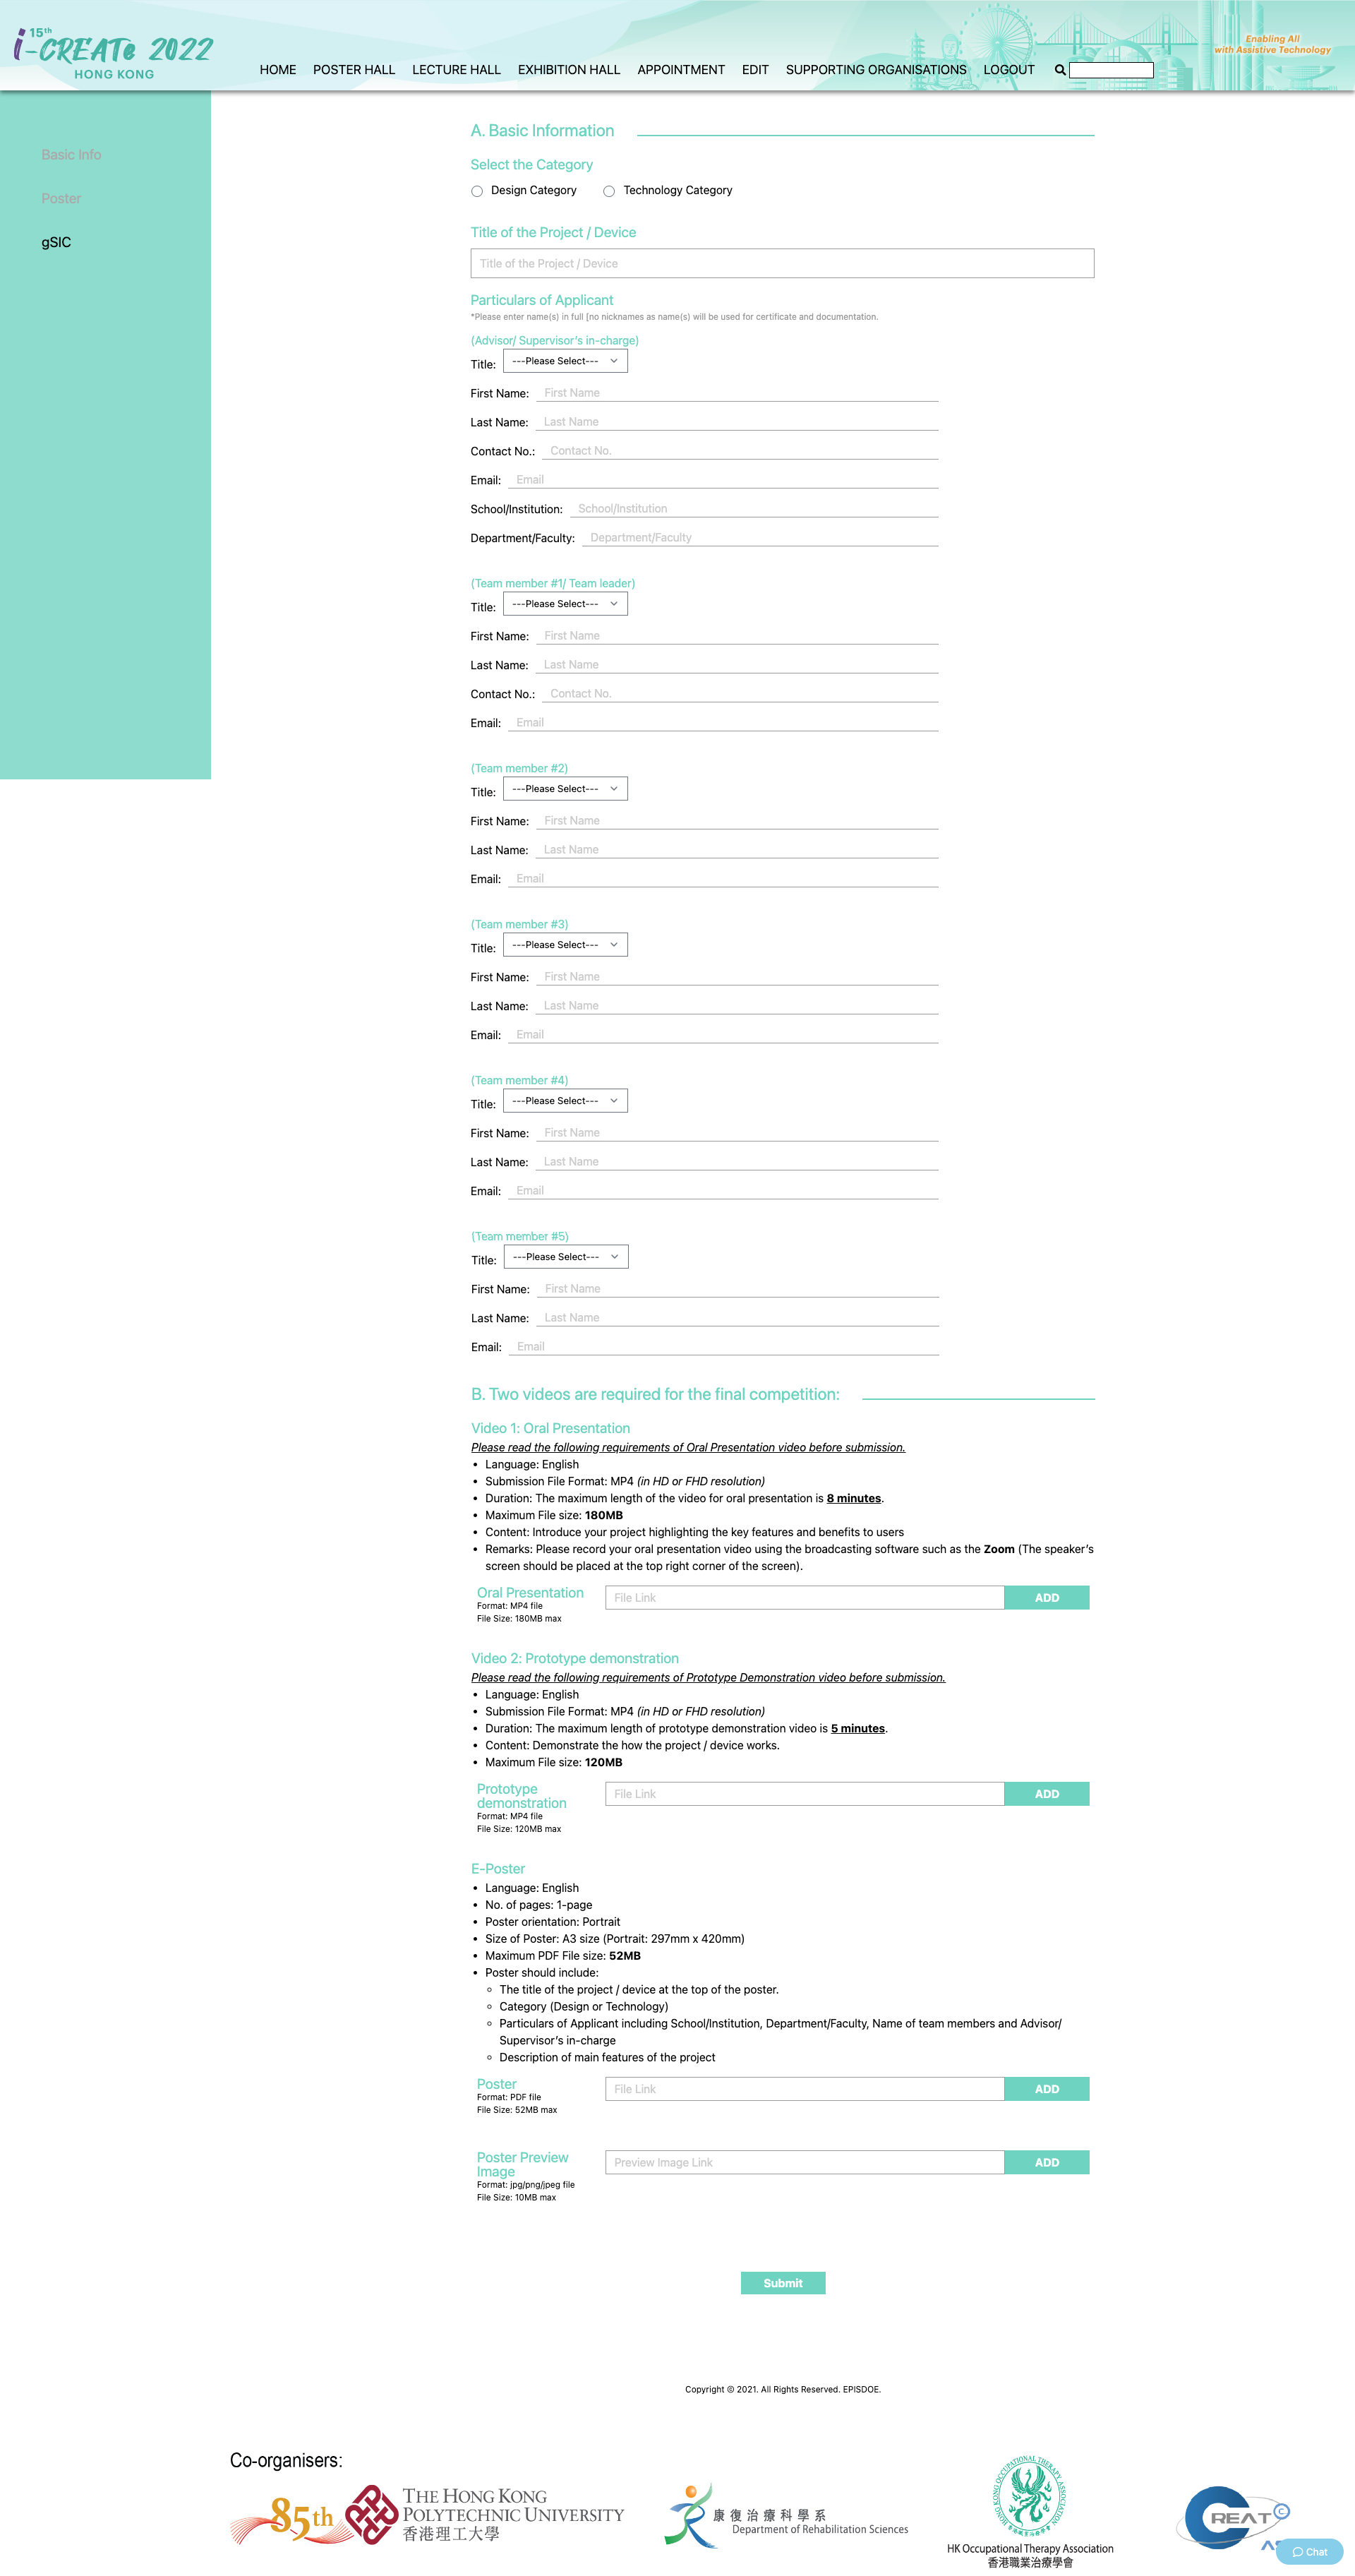 15th
i-CREATe 2022
HONG KONG
Enabling All
with Assistive Technology
HOME POSTER HALL LECTURE HALL EXHIBITION HALL APPOINTMENT EDIT SUPPORTING ORGANISATIONS LOGOUT
Basic Info
Poster
gSIC
A. Basic Information
Select the Category
Design Category Technology Category
Title of the Project / Device
Title of the Project / Device
Particulars of Applicant
*Please enter name(s) in full [no nicknames as name(s) will be used for certificate and documentation.
(Advisor/ Supervisor’s in-charge)
Title: ---Please Select---
First Name: First Name
Last Name: Last Name
Contact No.: Contact No.
Email: Email
School/Institution: School/Institution
Department/Faculty: Department/Faculty
(Team member #1/ Team leader)
Title: ---Please Select---
First Name: First Name
Last Name: Last Name
Contact No.: Contact No.
Email: Email
(Team member #2)
Title: ---Please Select---
First Name: First Name
Last Name: Last Name
Email: Email
(Team member #3)
Title: ---Please Select---
First Name: First Name
Last Name: Last Name
Email: Email
(Team member #4)
Title: ---Please Select---
First Name: First Name
Last Name: Last Name
Email: Email
(Team member #5)
Title: ---Please Select---
First Name: First Name
Last Name: Last Name
Email: Email
B. Two videos are required for the final competition:
Video 1: Oral Presentation
Please read the following requirements of Oral Presentation video before submission.
• Language: English
• Submission File Format: MP4 (in HD or FHD resolution)
• Duration: The maximum length of the video for oral presentation is 8 minutes.
• Maximum File size: 180MB
• Content: Introduce your project highlighting the key features and benefits to users
• Remarks: Please record your oral presentation video using the broadcasting software such as the Zoom (The speaker’s
screen should be placed at the top right corner of the screen).
Oral Presentation File Link ADD
Format: MP4 file
File Size: 180MB max
Video 2: Prototype demonstration
Please read the following requirements of Prototype Demonstration video before submission.
• Language: English
• Submission File Format: MP4 (in HD or FHD resolution)
• Duration: The maximum length of prototype demonstration video is 5 minutes.
• Content: Demonstrate the how the project / device works.
• Maximum File size: 120MB
Prototype File Link ADD
demonstration
Format: MP4 file
File Size: 120MB max
E-Poster
• Language: English
• No. of pages: 1-page
• Poster orientation: Portrait
• Size of Poster: A3 size (Portrait: 297mm x 420mm)
• Maximum PDF File size: 52MB
• Poster should include:
◦ The title of the project / device at the top of the poster.
◦ Category (Design or Technology)
◦ Particulars of Applicant including School/Institution, Department/Faculty, Name of team members and Advisor/
Supervisor’s in-charge
◦ Description of main features of the project
Poster File Link ADD
Format: PDF file
File Size: 52MB max
Poster Preview Preview Image Link ADD
Image
Format: jpg/png/jpeg file
File Size: 10MB max
Submit
Copyright © 2021. All Rights Reserved. EPISDOE.
Co-organisers:
85th
THE HONG KONG
POLYTECHNIC UNIVERSITY
香港理工大學
康復治療科學系
Department of Rehabilitation Sciences
HONG KONG OCCUPATIONAL THERAPY ASSOCIATION
香港職業治療學會
HK Occupational Therapy Association
香港職業治療學會
CREATC
AS
Chat